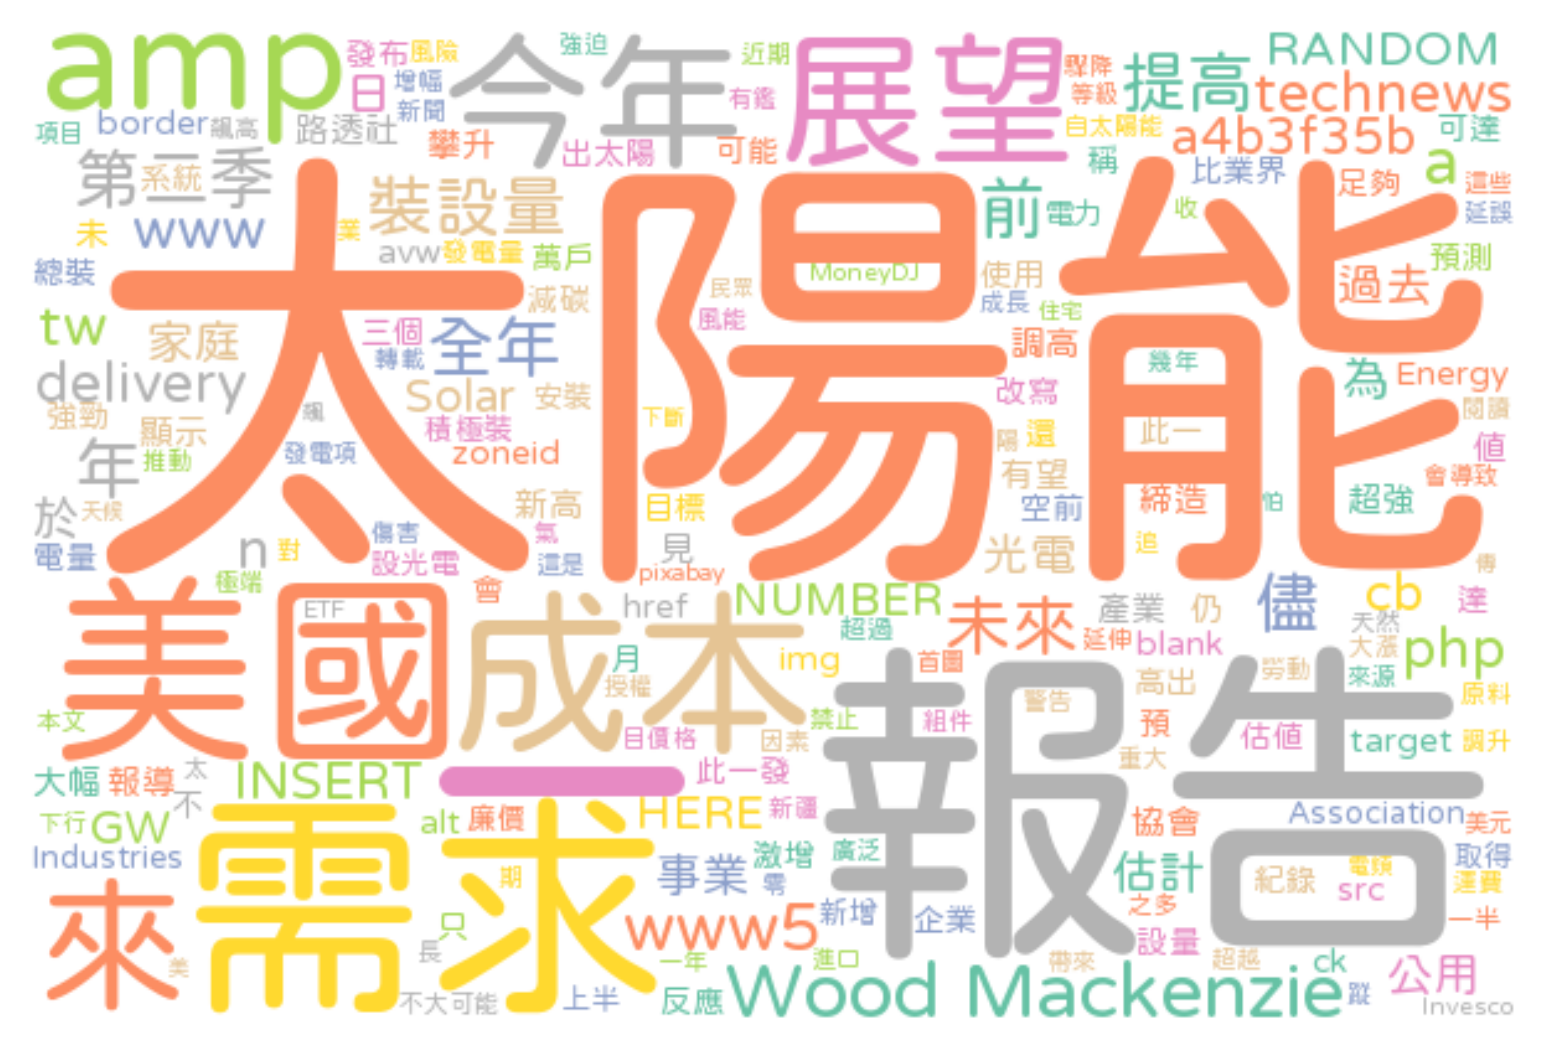 amp
發布
風險
日
增幅
新聞
今年
強迫
近期
有鑑
展望
驟降
等級
提高
RANDOM
technews
項目
border
飆高
路透社
攀升
出太陽
可能
自太陽能
a4b3f35b
可達
第二季
系統
裝設量
稱
比業界
足夠
a
這些
延誤
未
www
業
avw
發電量
萬戶
前
電力
收
總裝
太陽能
減碳
民眾
MoneyDJ
使用
成長
住宅
過去
預測
tw
家庭
三個
轉載
全年
風能
調高
幾年
為
Energy
delivery
Solar
安裝
改寫
閱讀
強勁
顯示
飆
積極裝
下斷
陽
還
此一
值
年
推動
發電項
zoneid
有望
會導致
於
天候
新高
目標
空前
締造
怕
超強
電量
n
對
傷害
設光電
氣
這是
見
pixabay
光電
追
傳
極端
會
美國
ETF
成本
href
NUMBER
超過
未來
延伸
產業
仍
blank
儘
cb
達
天然
大漲
來源
php
月
授權
img
首圖
高出
勞動
原料
本文
目價格
因素
禁止
報告
組件
警告
預
重大
估值
target
調升
大幅
報導
太
不
INSERT
一
此一發
下行
GW
需求
alt
廉價
HERE
新疆
協會
Association
美元
Industries
期
事業
激增
零
廣泛
估計
紀錄
電纜
src
取得
運費
來
美
只
長
www5
新增
企業
之多
設量
一半
不大可能
上半
一年
反應
進口
Wood Mackenzie
帶來
超越
ck
蹤
公用
Invesco